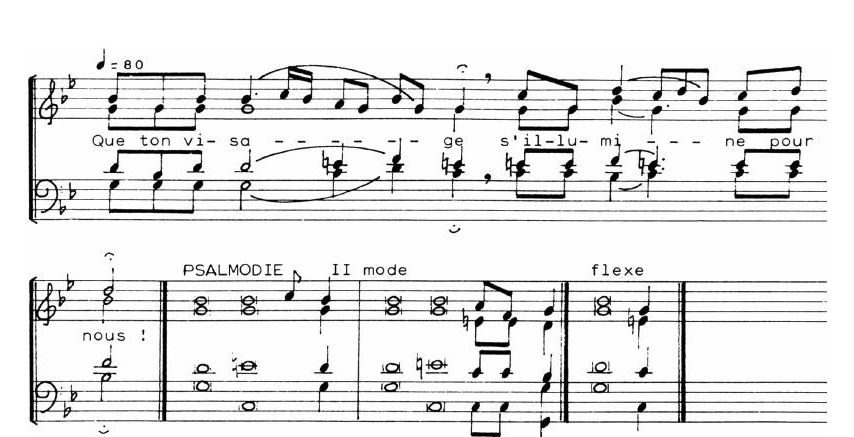 ♩ = 80
Que ton vi- sa - - - - - - ge s'il-lu- mi - - - ne pour
PSALMODIE II mode flexe
nous !